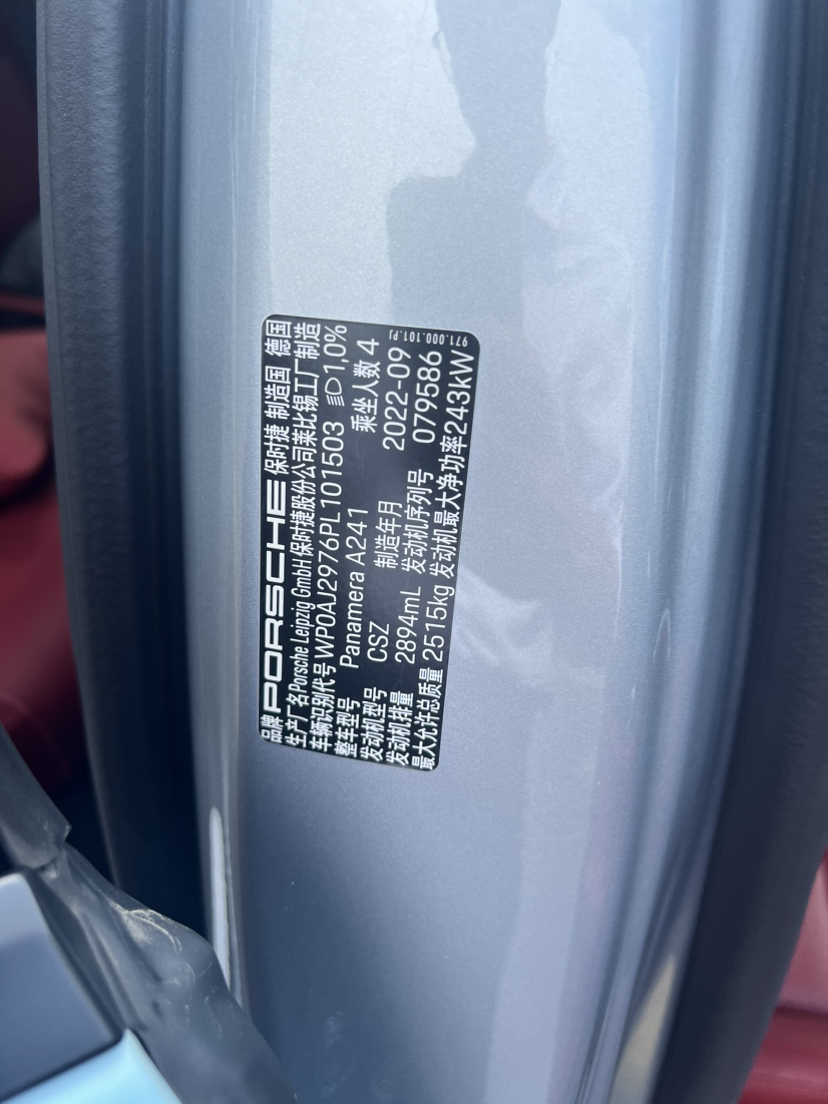 品牌 PORSCHE 保时捷 制造国 德国
生产厂名 Porsche Leipzig GmbH 保时捷股份公司莱比锡工厂制造
车辆识别代号 WP0AJ2976PL101503 1,0%
整车型号 Panamera A241 乘坐人数 4
发动机型号 CSZ 制造年月 2022-09
发动机排量 2894mL 发动机序列号 079586
最大允许总质量 2515kg 发动机最大净功率 243kW
971.000.101.PJ